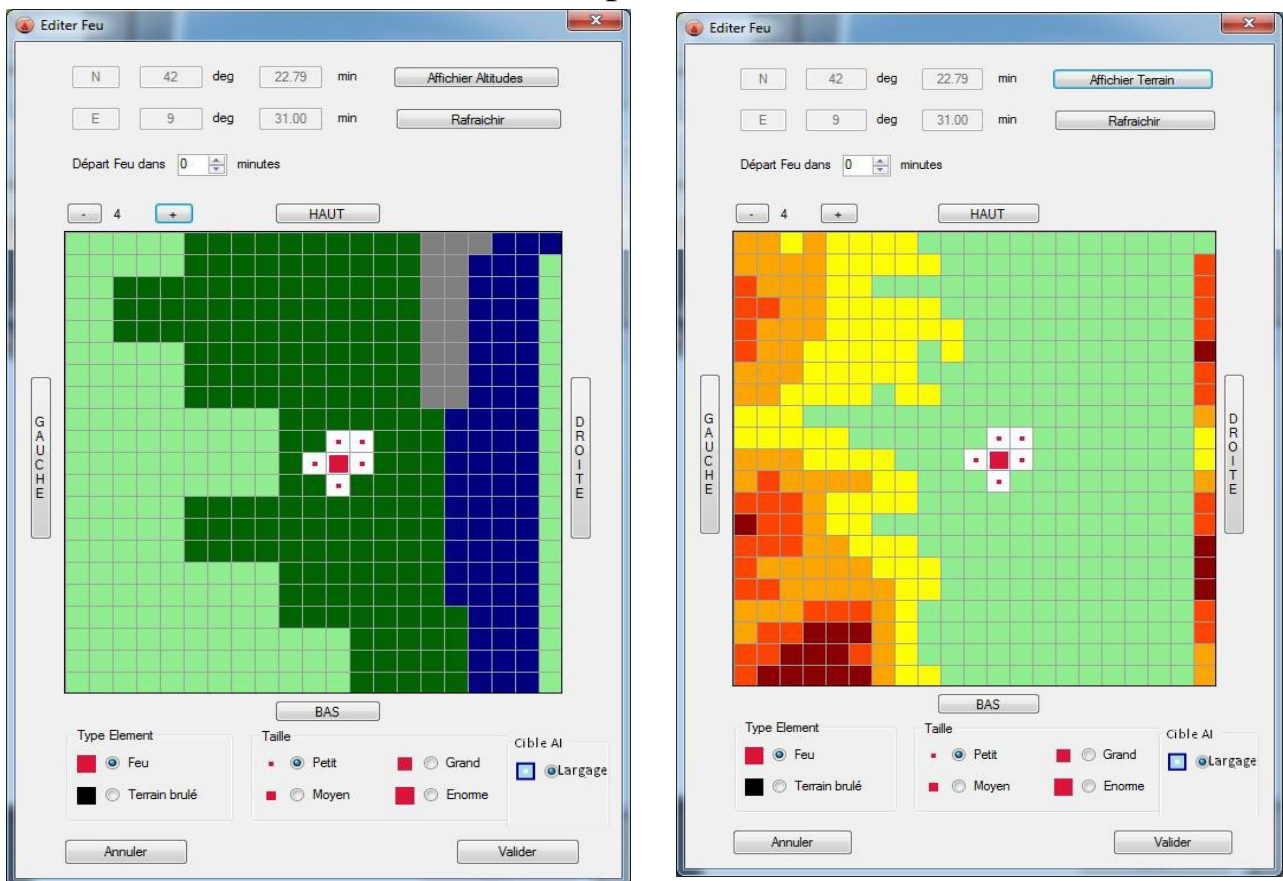 Editer Feu
N 42 deg 22.79 min Affichier Altitudes
E 9 deg 31.00 min Rafraichir
Départ Feu dans 0 minutes
- 4 + HAUT
GAUCHE
DROITE
BAS
Type Element
Feu
Terrain brulé
Taille
Petit Grand
Moyen Enorme
Cible AI
Largage
Annuler Valider
Editer Feu
N 42 deg 22.79 min Affichier Terrain
E 9 deg 31.00 min Rafraichir
Départ Feu dans 0 minutes
- 4 + HAUT
GAUCHE
DROITE
BAS
Type Element
Feu
Terrain brulé
Taille
Petit Grand
Moyen Enorme
Cible AI
Largage
Annuler Valider